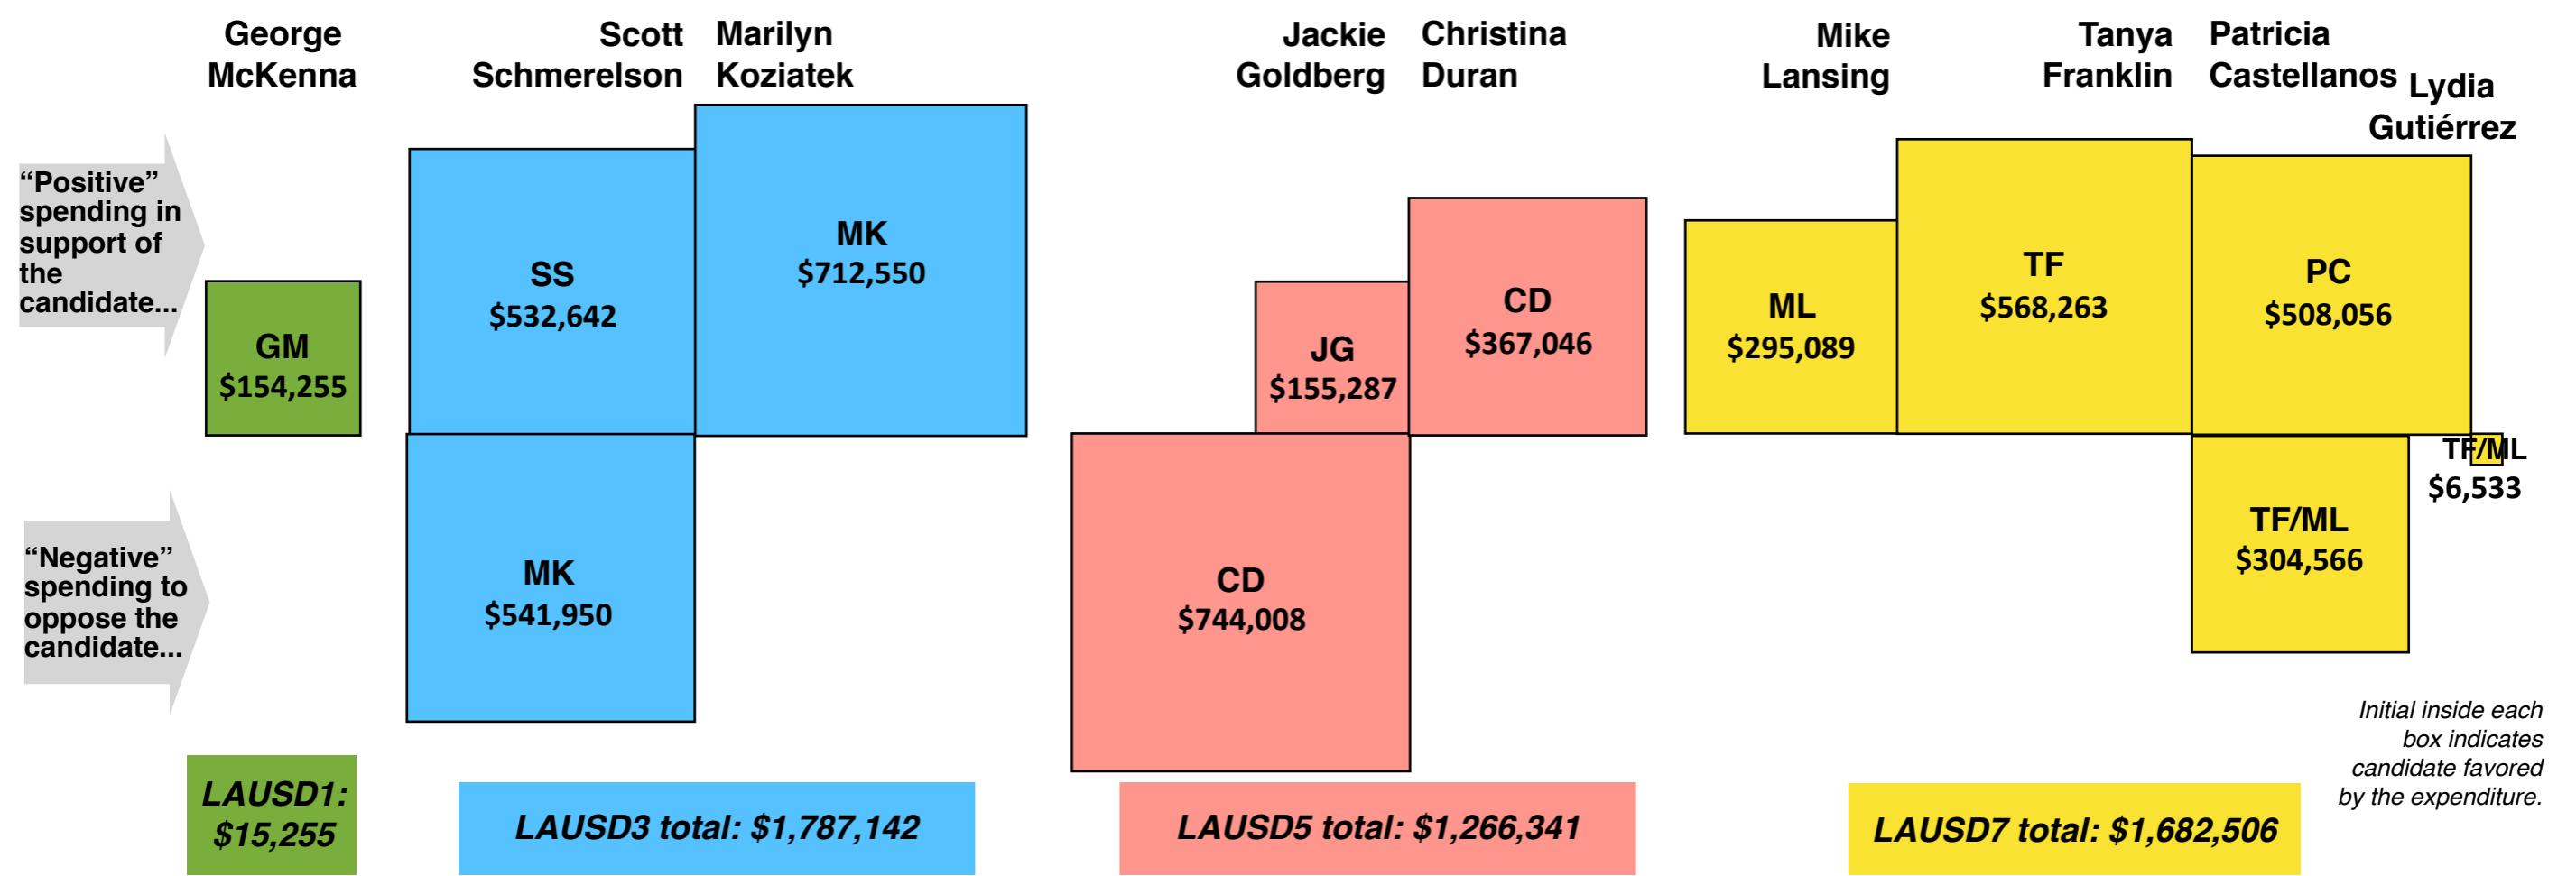 George
McKenna
Scott
Schmerelson
Marilyn
Koziatek
Jackie
Goldberg
Christina
Duran
Mike
Lansing
Tanya
Franklin
Patricia
Castellanos
Lydia
Gutiérrez
“Positive”
spending in
support of
the
candidate...
GM
$154,255
SS
$532,642
MK
$712,550
JG
$155,287
CD
$367,046
ML
$295,089
TF
$568,263
PC
$508,056
“Negative”
spending to
oppose the
candidate...
MK
$541,950
CD
$744,008
TF/ML
$304,566
TF/ML
$6,533
Initial inside each
box indicates
candidate favored
by the expenditure.
LAUSD1:
$15,255
LAUSD3 total: $1,787,142
LAUSD5 total: $1,266,341
LAUSD7 total: $1,682,506